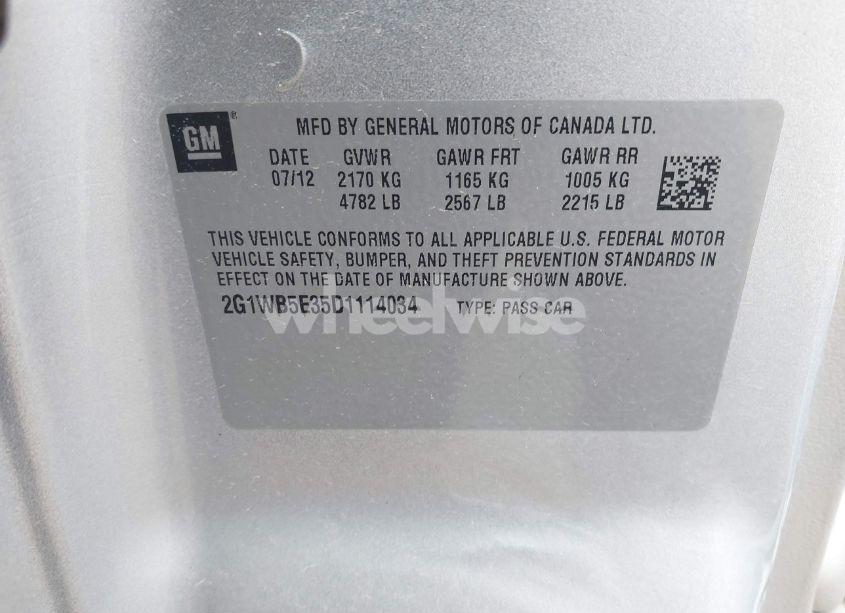 GM ®
MFD BY GENERAL MOTORS OF CANADA LTD.
DATE GVWR GAWR FRT GAWR RR
07/12 2170 KG 1165 KG 1005 KG
4782 LB 2567 LB 2215 LB
THIS VEHICLE CONFORMS TO ALL APPLICABLE U.S. FEDERAL MOTOR
VEHICLE SAFETY, BUMPER, AND THEFT PREVENTION STANDARDS IN
EFFECT ON THE DATE OF MANUFACTURE SHOWN ABOVE.
2G1WB5E35D1114034 TYPE: PASS CAR
wheelwise